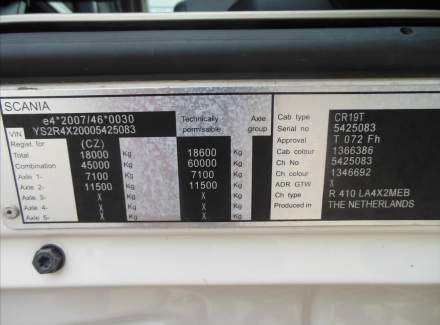 SCANIA
e4*2007/46*0030
VIN YS2R4X20005425083
Technically permissable
Axle group
Regist. for (CZ)
Total 18000 Kg 18600 Kg
Combination 45000 Kg 60000 Kg
Axle 1- 7100 Kg 7100 Kg
Axle 2- 11500 Kg 11500 Kg
Axle 3- X Kg X Kg
Axle 4- X Kg X Kg
Axle 5- X Kg X Kg
Cab type CR19T
Serial no 5425083
Approval T 072 Fh
Cab colour 1366386
Ch No 5425083
Ch colour 1346692
ADR GTW X
Ch type R 410 LA4X2MEB
Produced in THE NETHERLANDS